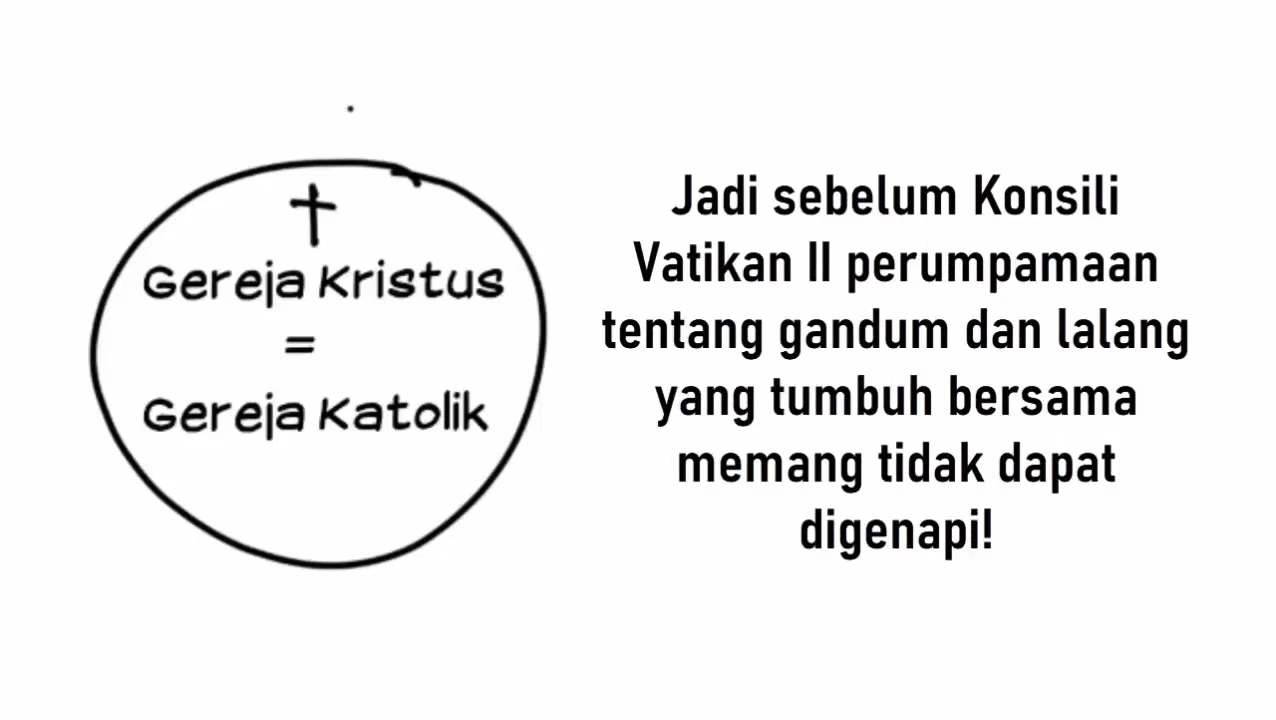 Gereja Kristus
=
Gereja Katolik
Jadi sebelum Konsili
Vatikan II perumpamaan
tentang gandum dan lalang
yang tumbuh bersama
memang tidak dapat
digenapi!